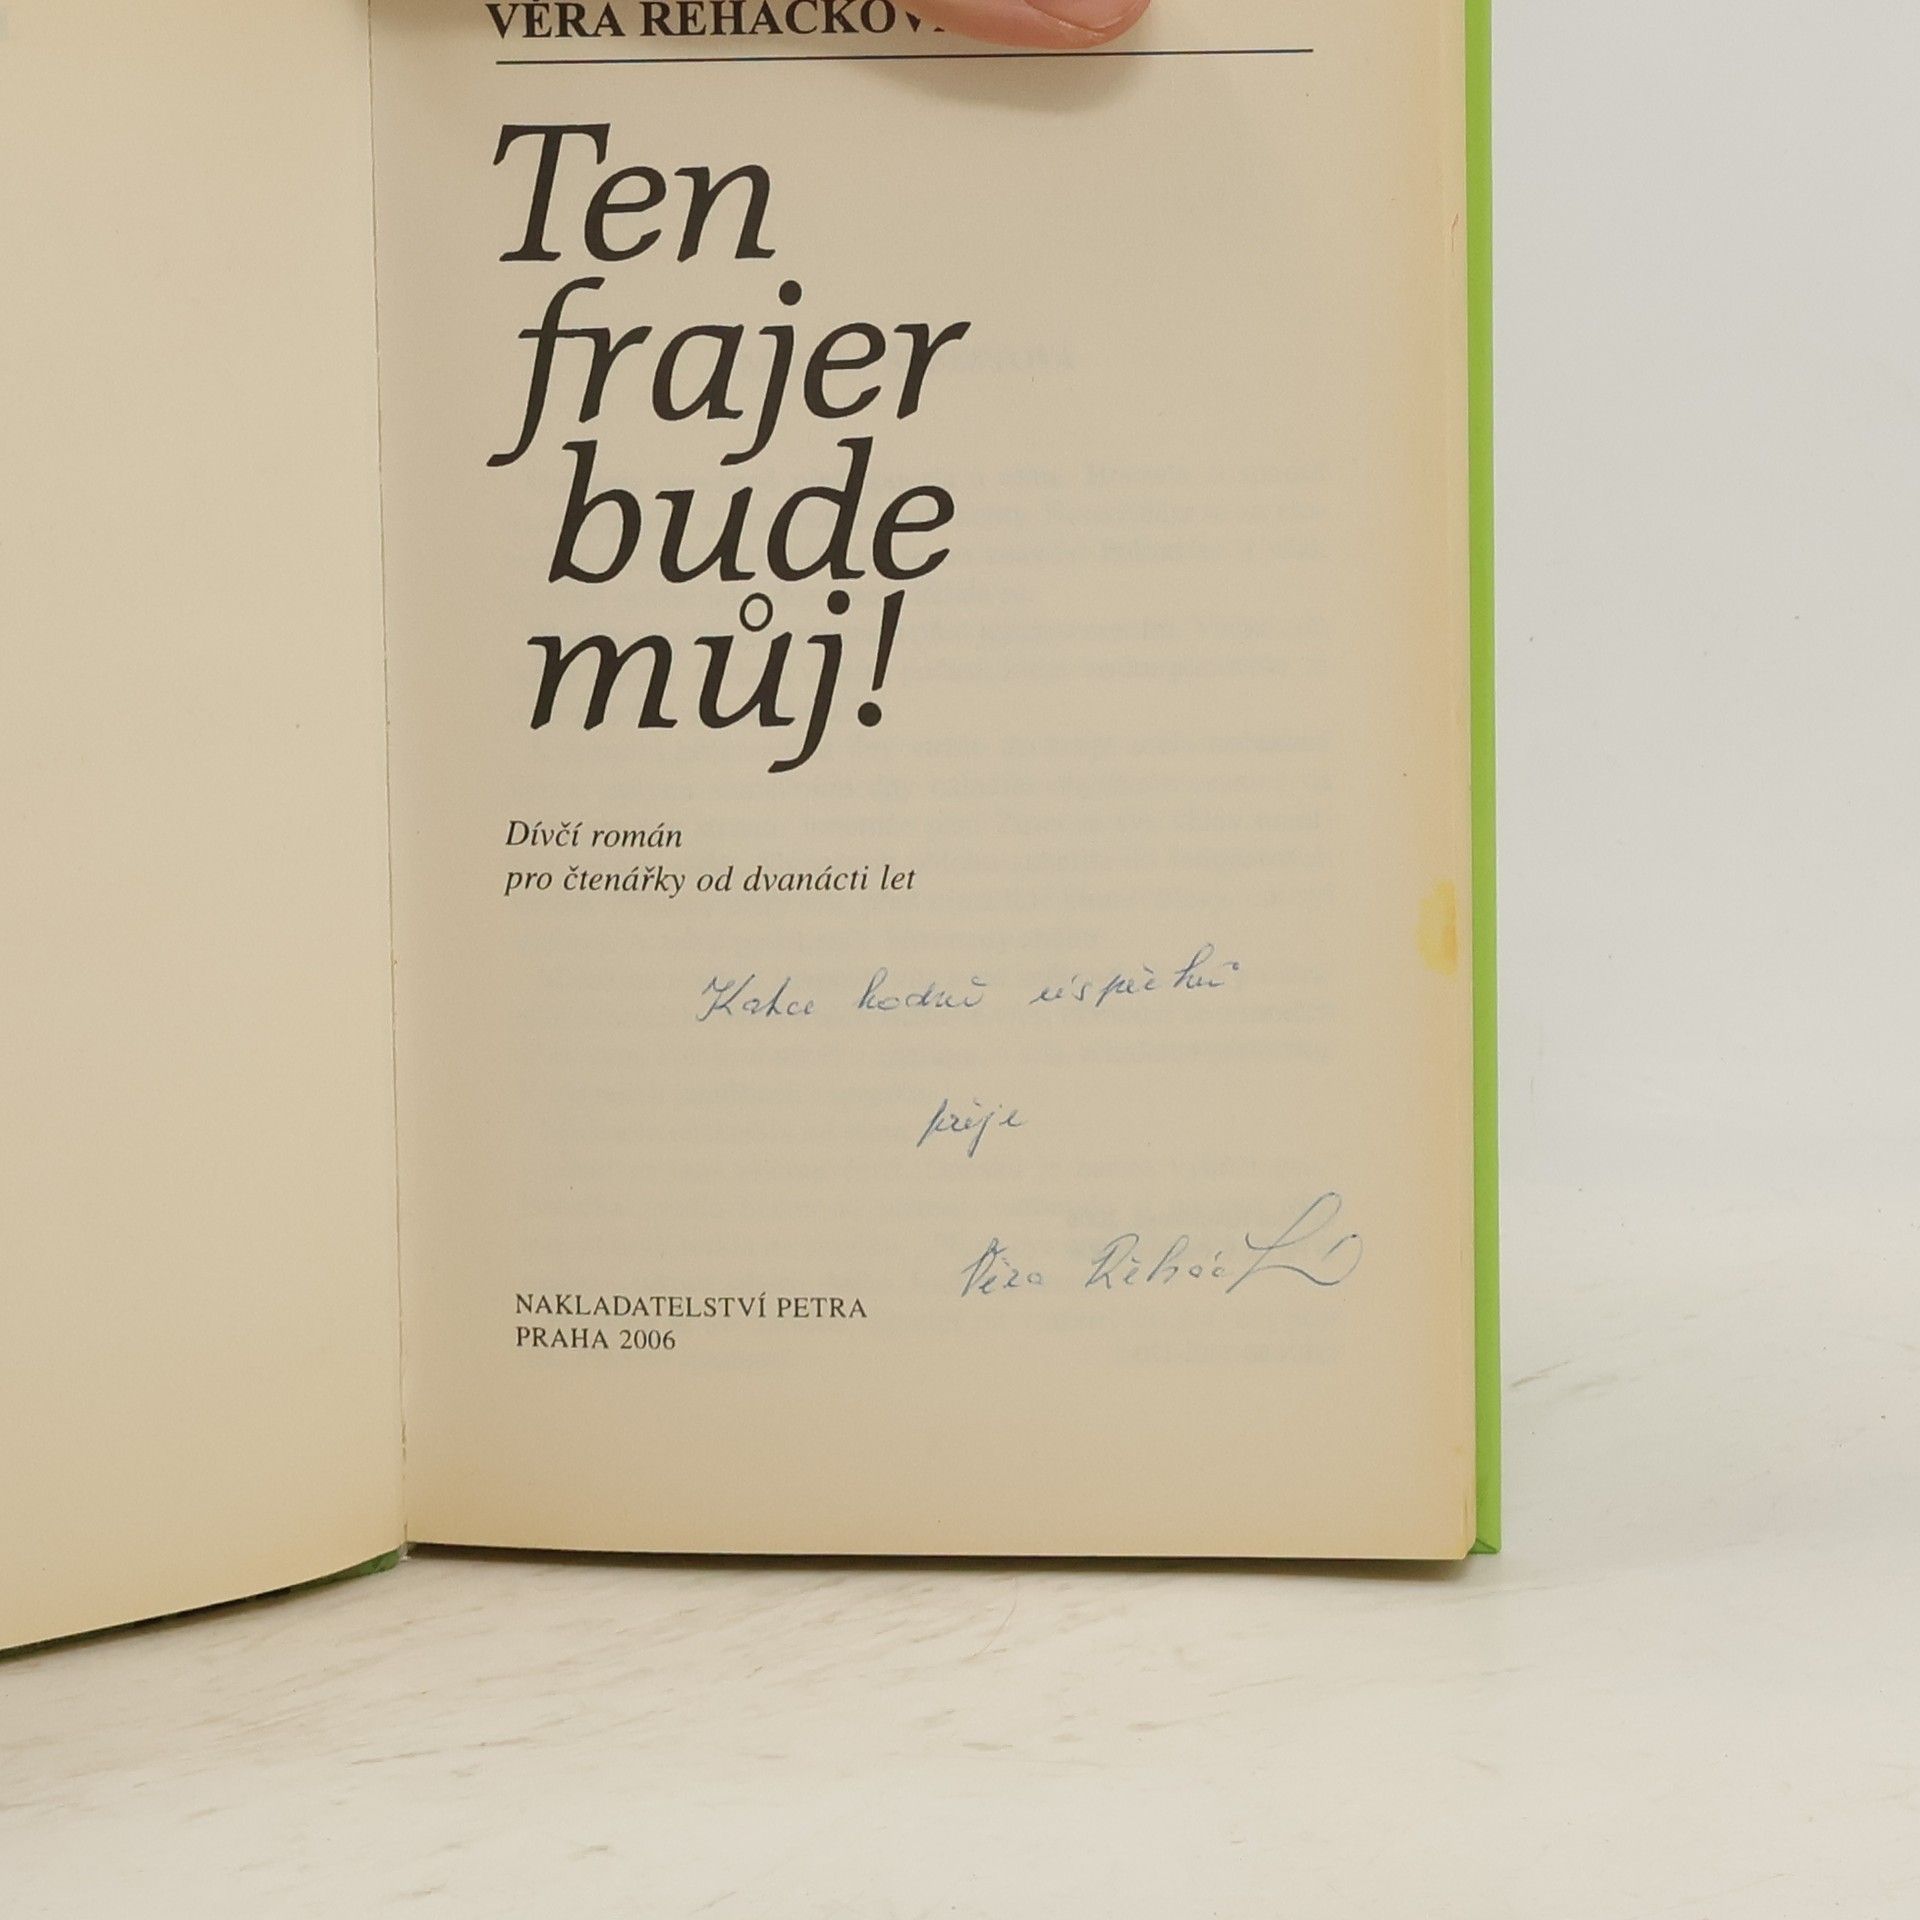 VĚRA ŘEHÁČKOV
Ten
frajer
bude
můj!
Dívčí román
pro čtenářky od dvanácti let
Katce hodně úspěchů
přeje
Věra Řeháčková
NAKLADATELSTVÍ PETRA
PRAHA 2006